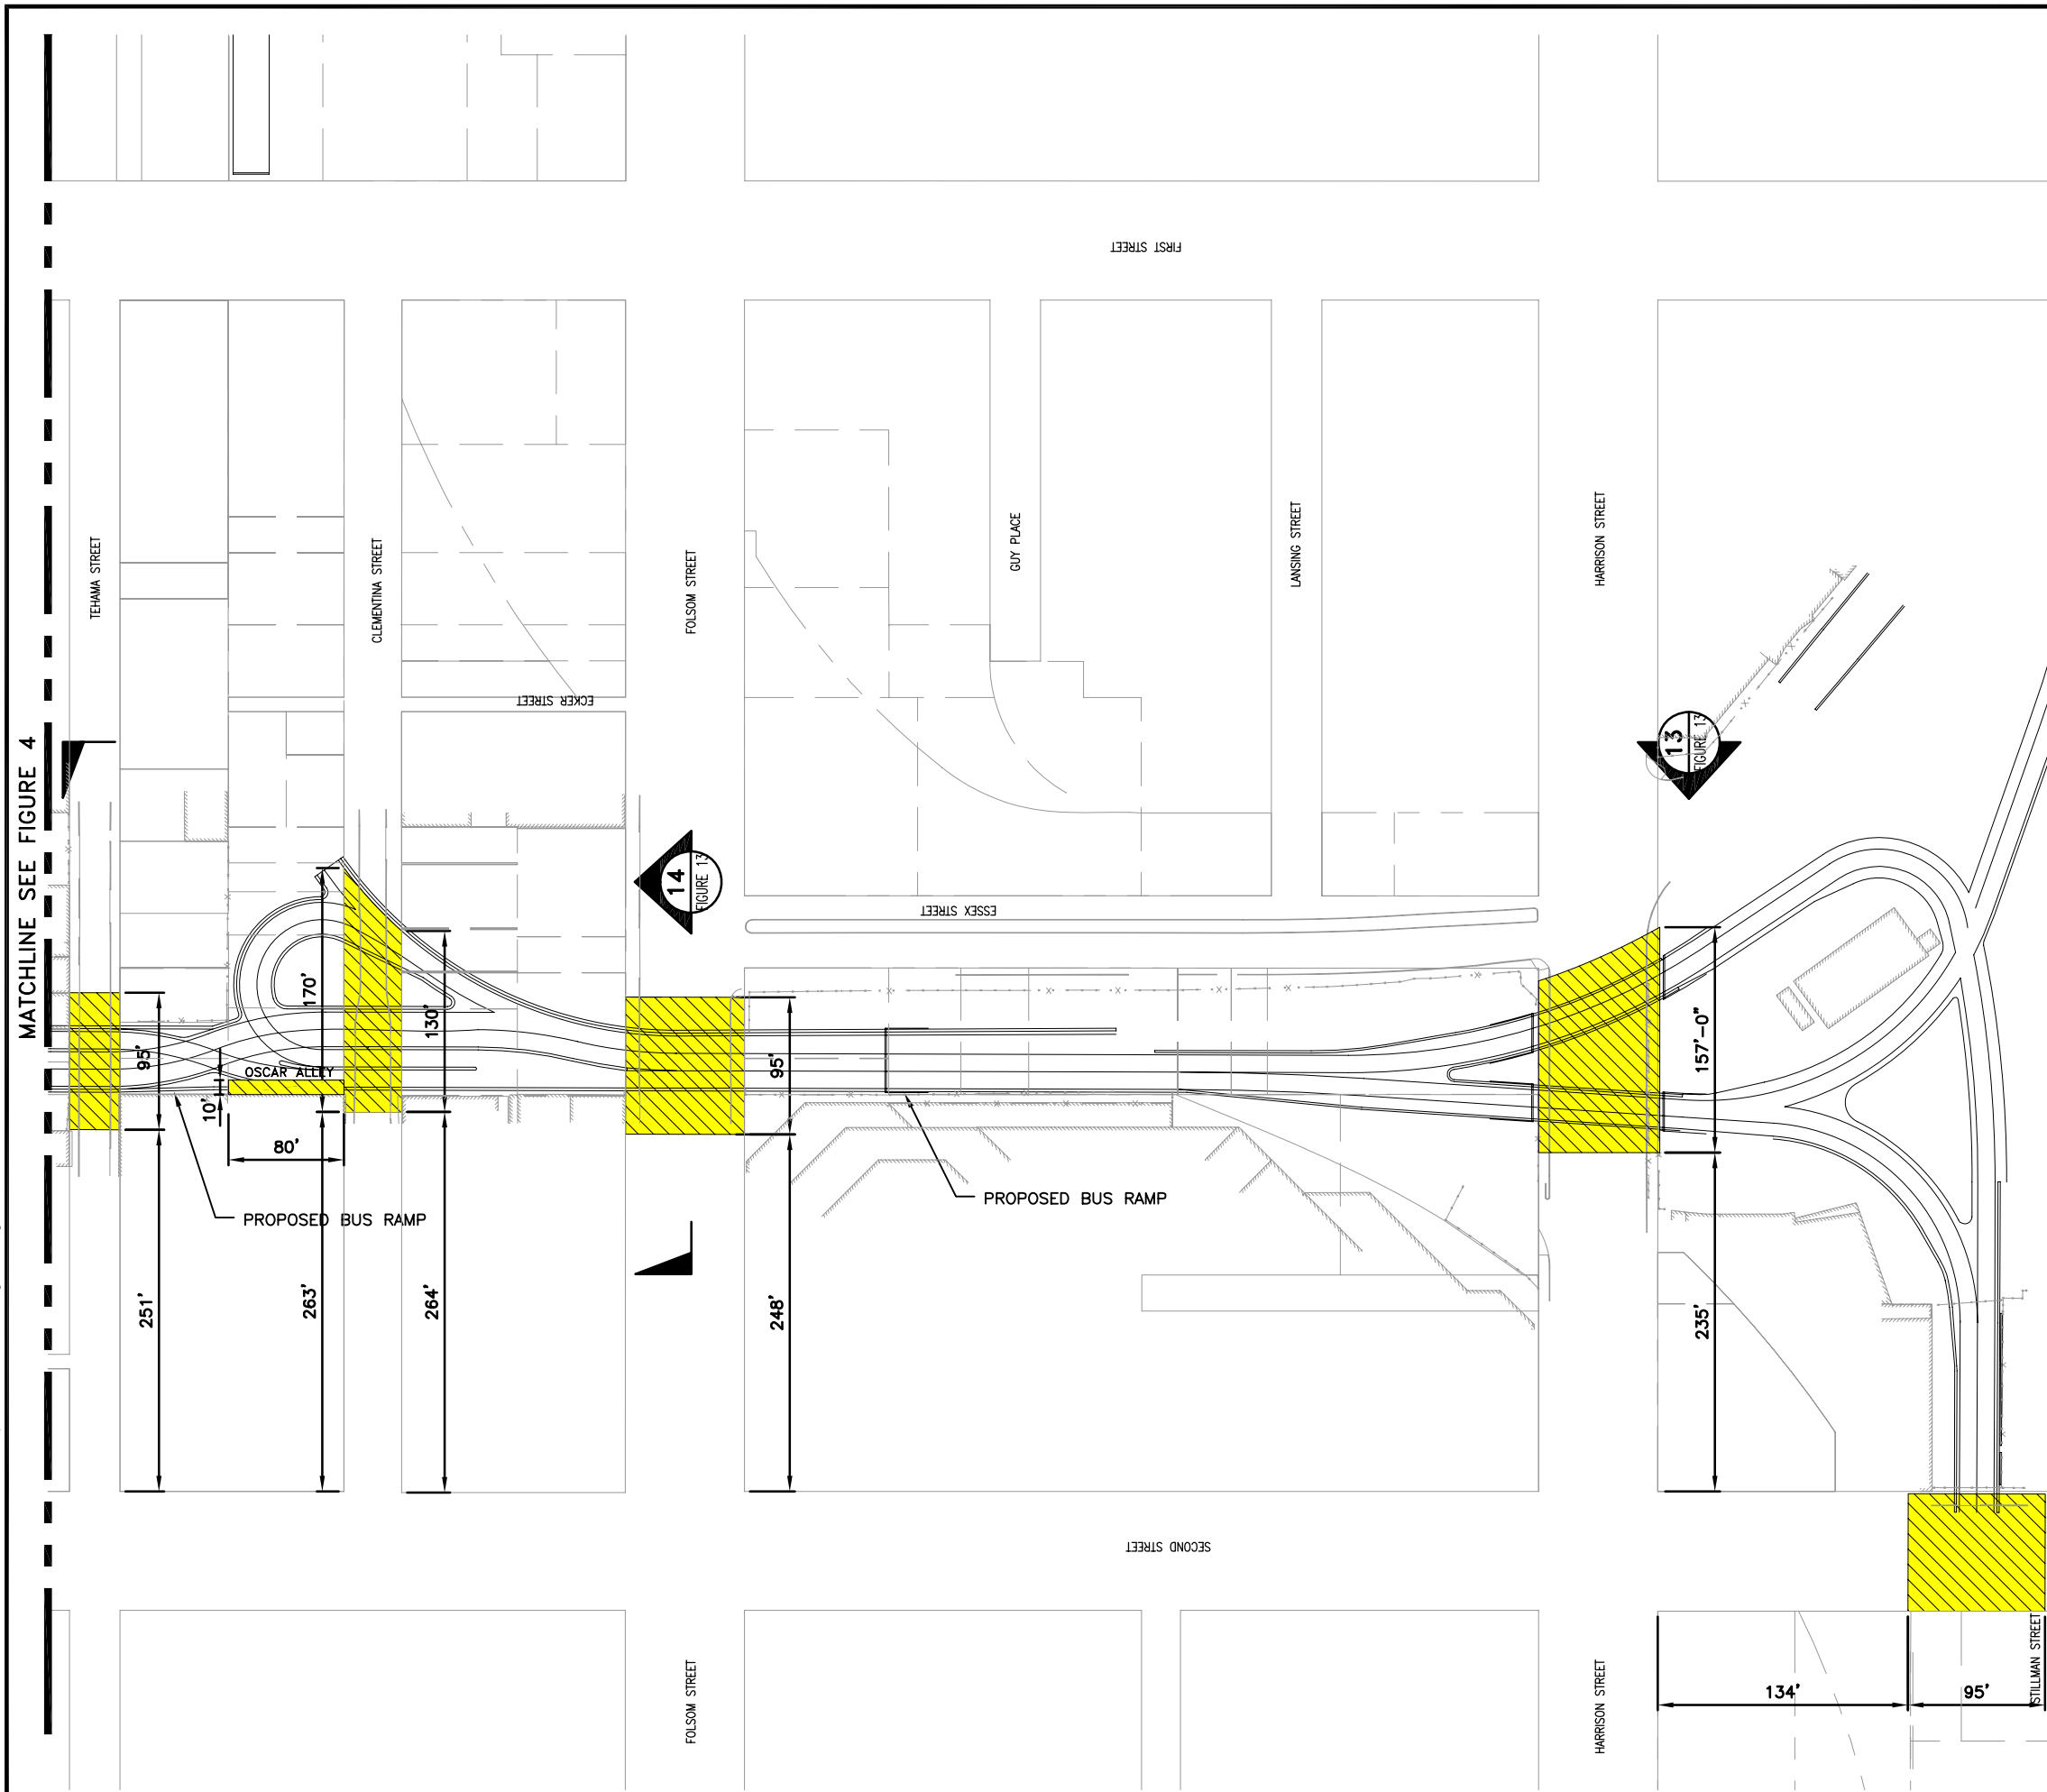 FIRST STREET
TEHAMA STREET
CLEMENTINA STREET
FOLSOM STREET
GUY PLACE
LANSING STREET
HARRISON STREET
ECKER STREET
MATCHLINE SEE FIGURE 4
13
FIGURE 13
14
FIGURE 13
ESSEX STREET
170'
130'
95'
OSCAR ALLEY
10'
80'
95'
157'-0"
PROPOSED BUS RAMP
PROPOSED BUS RAMP
251'
263'
264'
248'
235'
SECOND STREET
FOLSOM STREET
HARRISON STREET
134'
95'
STILLMAN STREET